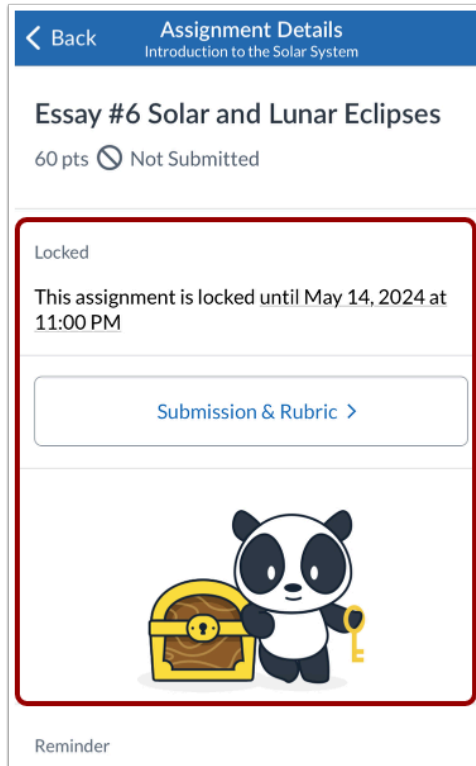 Back
Assignment Details
Introduction to the Solar System
Essay #6 Solar and Lunar Eclipses
60 pts Not Submitted
Locked
This assignment is locked until May 14, 2024 at
11:00 PM
Submission & Rubric
Reminder